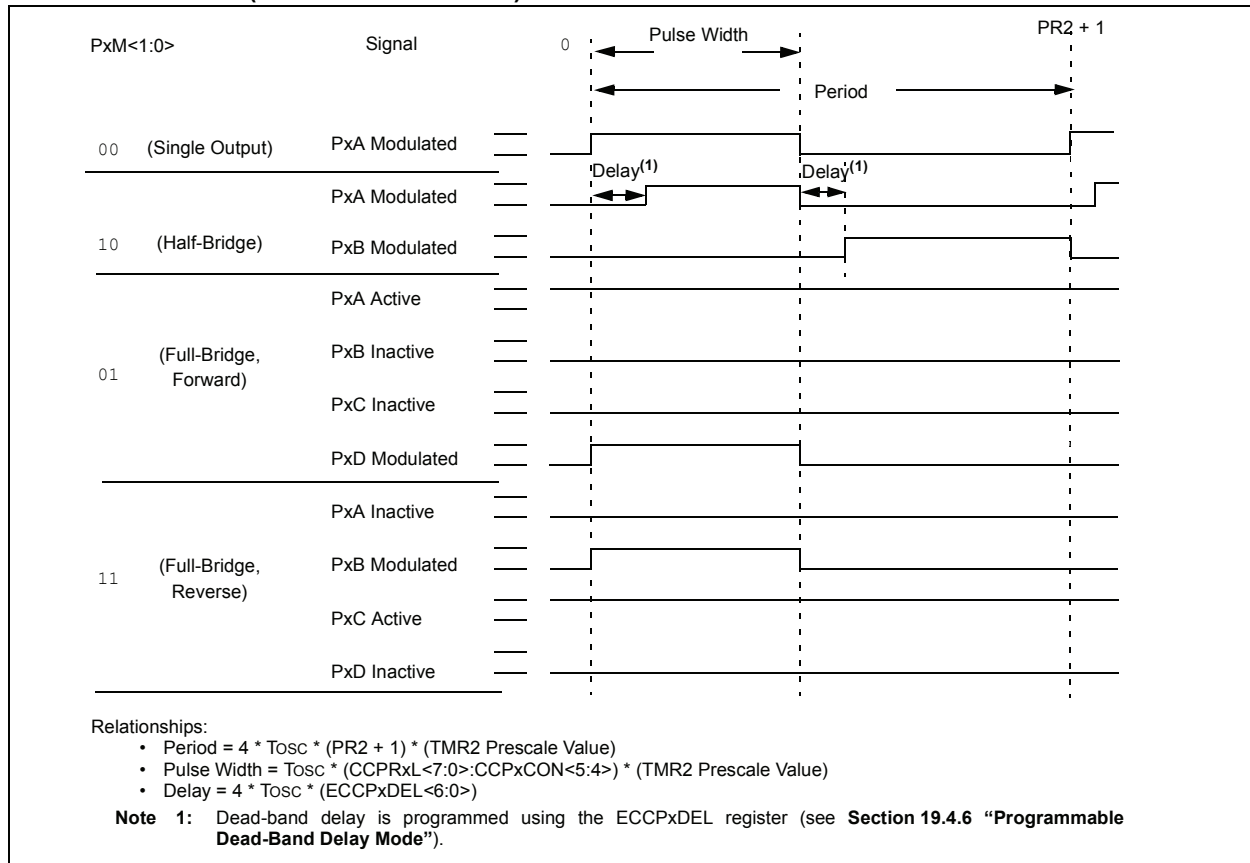 PxM<1:0> Signal 0 Pulse Width PR2 + 1
Period
00 (Single Output) PxA Modulated
Delay(1) Delay(1)
PxA Modulated
10 (Half-Bridge) PxB Modulated
PxA Active
PxB Inactive
01 (Full-Bridge,
Forward)
PxC Inactive
PxD Modulated
PxA Inactive
PxB Modulated
11 (Full-Bridge,
Reverse)
PxC Active
PxD Inactive
Relationships:
• Period = 4 * TOSC * (PR2 + 1) * (TMR2 Prescale Value)
• Pulse Width = TOSC * (CCPRxL<7:0>:CCPxCON<5:4>) * (TMR2 Prescale Value)
• Delay = 4 * TOSC * (ECCPxDEL<6:0>)
Note 1: Dead-band delay is programmed using the ECCPxDEL register (see Section 19.4.6 “Programmable
Dead-Band Delay Mode”).